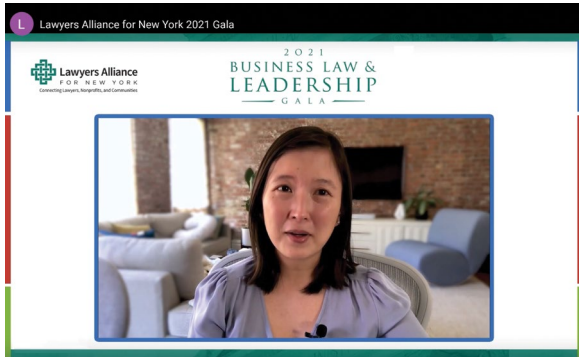 L
Lawyers Alliance for New York 2021 Gala
Lawyers Alliance
FOR NEW YORK
Connecting Lawyers, Nonprofits, and Communities
2021
BUSINESS LAW &
LEADERSHIP
GALA